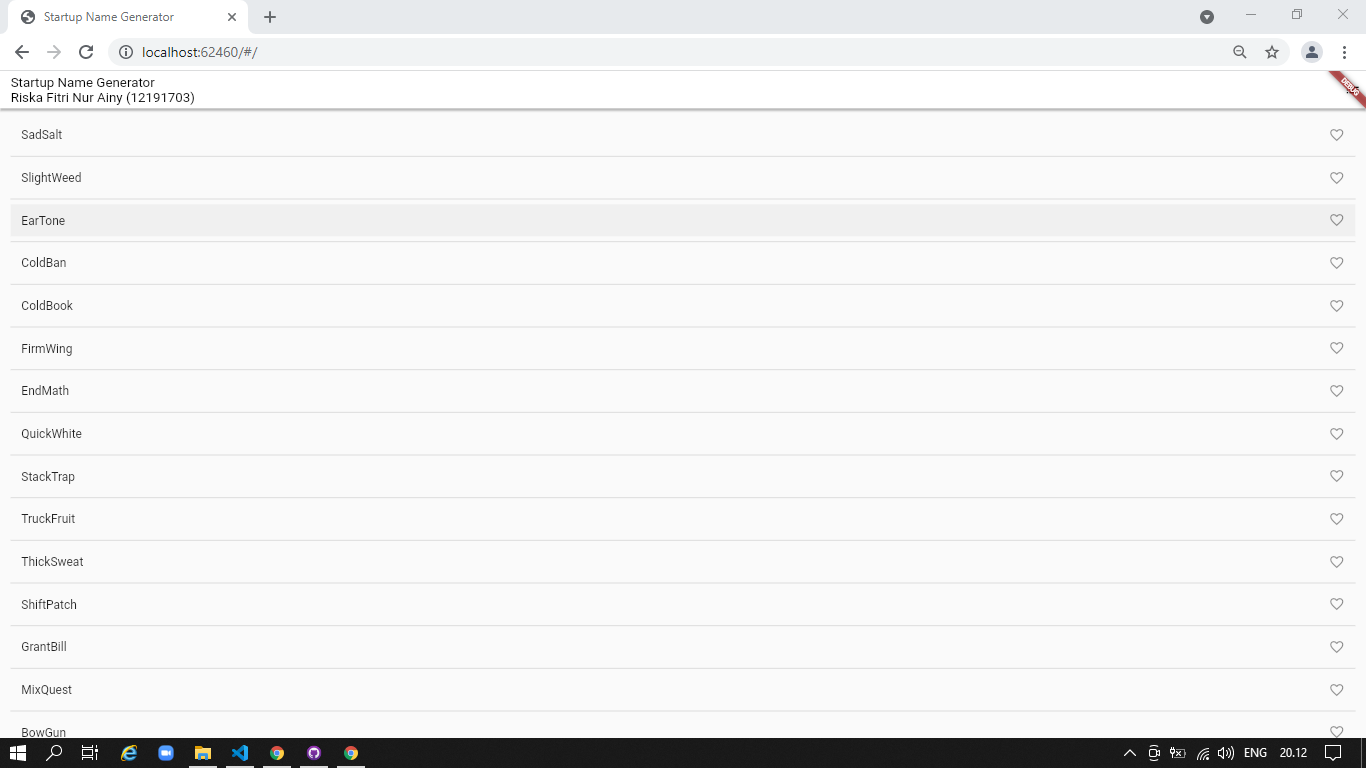 Startup Name Generator
localhost:62460/#/
Startup Name Generator
Riska Fitri Nur Ainy (12191703)
DEBUG
SadSalt
SlightWeed
EarTone
ColdBan
ColdBook
FirmWing
EndMath
QuickWhite
StackTrap
TruckFruit
ThickSweat
ShiftPatch
GrantBill
MixQuest
BowGun
ENG 20.12